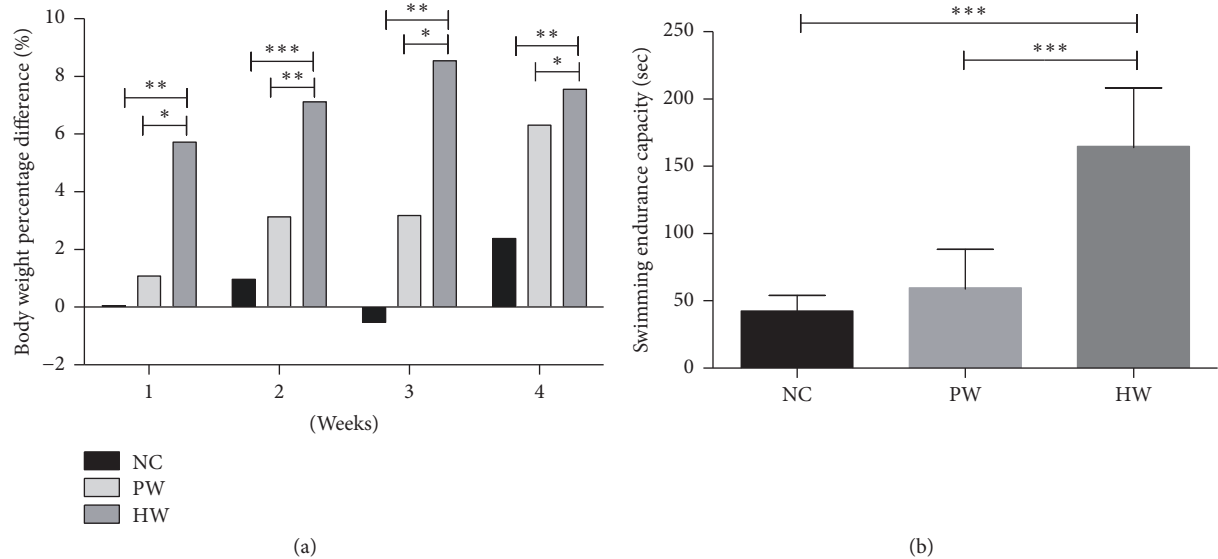 Body weight percentage difference (%)
10
8
6
4
2
0
−2
**
*
***
**
**
*
**
*
1 2 3 4
(Weeks)
NC
PW
HW
(a)
Swimming endurance capacity (sec)
250
200
150
100
50
0
***
***
NC PW HW
(b)